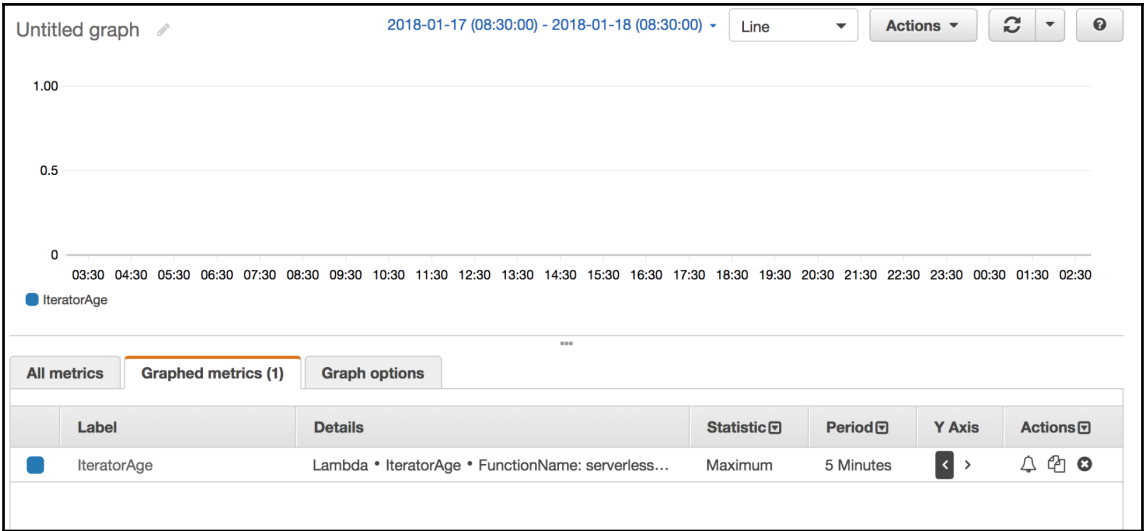 Untitled graph 2018-01-17 (08:30:00) - 2018-01-18 (08:30:00) Line Actions
1.00
0.5
0
03:30 04:30 05:30 06:30 07:30 08:30 09:30 10:30 11:30 12:30 13:30 14:30 15:30 16:30 17:30 18:30 19:30 20:30 21:30 22:30 23:30 00:30 01:30 02:30
IteratorAge
All metrics Graphed metrics (1) Graph options
Label Details Statistic Period Y Axis Actions
IteratorAge Lambda • IteratorAge • FunctionName: serverless... Maximum 5 Minutes < >